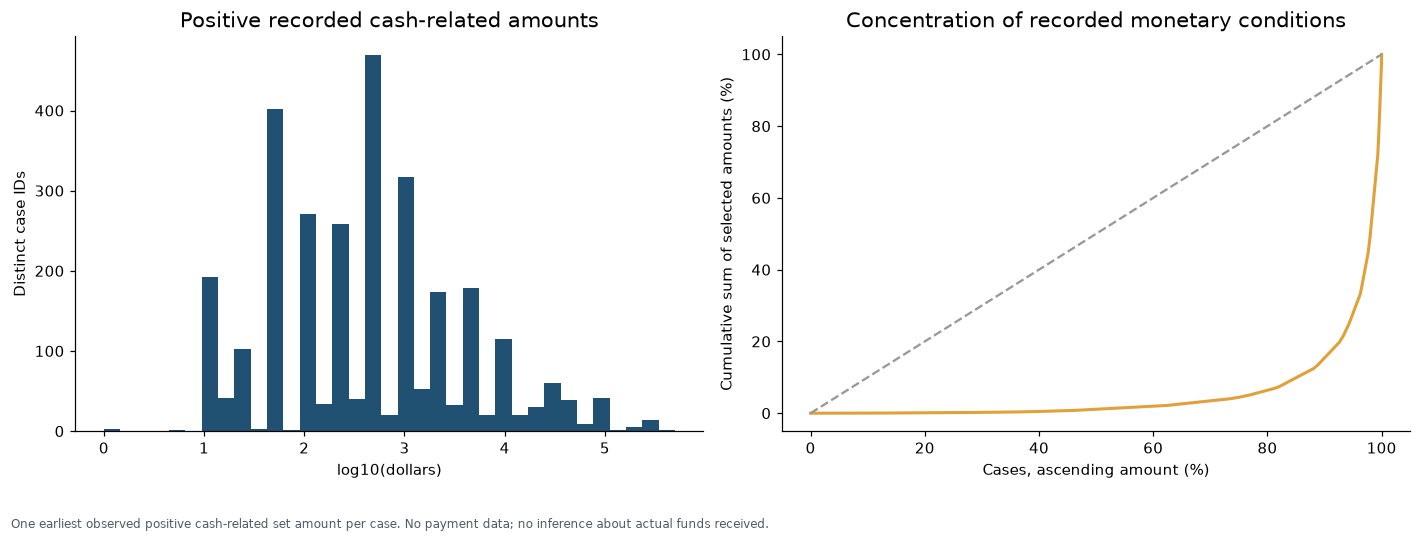 Positive recorded cash-related amounts
Distinct case IDs
400
300
200
100
0
0 1 2 3 4 5
log10(dollars)
Concentration of recorded monetary conditions
Cumulative sum of selected amounts (%)
100
80
60
40
20
0
0 20 40 60 80 100
Cases, ascending amount (%)
One earliest observed positive cash-related set amount per case. No payment data; no inference about actual funds received.